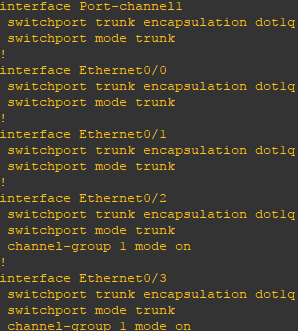 interface Port-channel1
 switchport trunk encapsulation dot1q
 switchport mode trunk
!
interface Ethernet0/0
 switchport trunk encapsulation dot1q
 switchport mode trunk
!
interface Ethernet0/1
 switchport trunk encapsulation dot1q
 switchport mode trunk
!
interface Ethernet0/2
 switchport trunk encapsulation dot1q
 switchport mode trunk
 channel-group 1 mode on
!
interface Ethernet0/3
 switchport trunk encapsulation dot1q
 switchport mode trunk
 channel-group 1 mode on